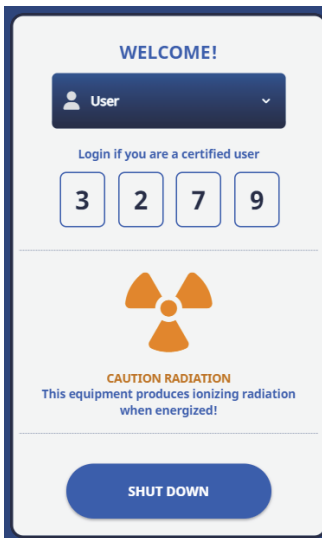 WELCOME!
User
Login if you are a certified user
3 2 7 9
CAUTION RADIATION
This equipment produces ionizing radiation
when energized!
SHUT DOWN